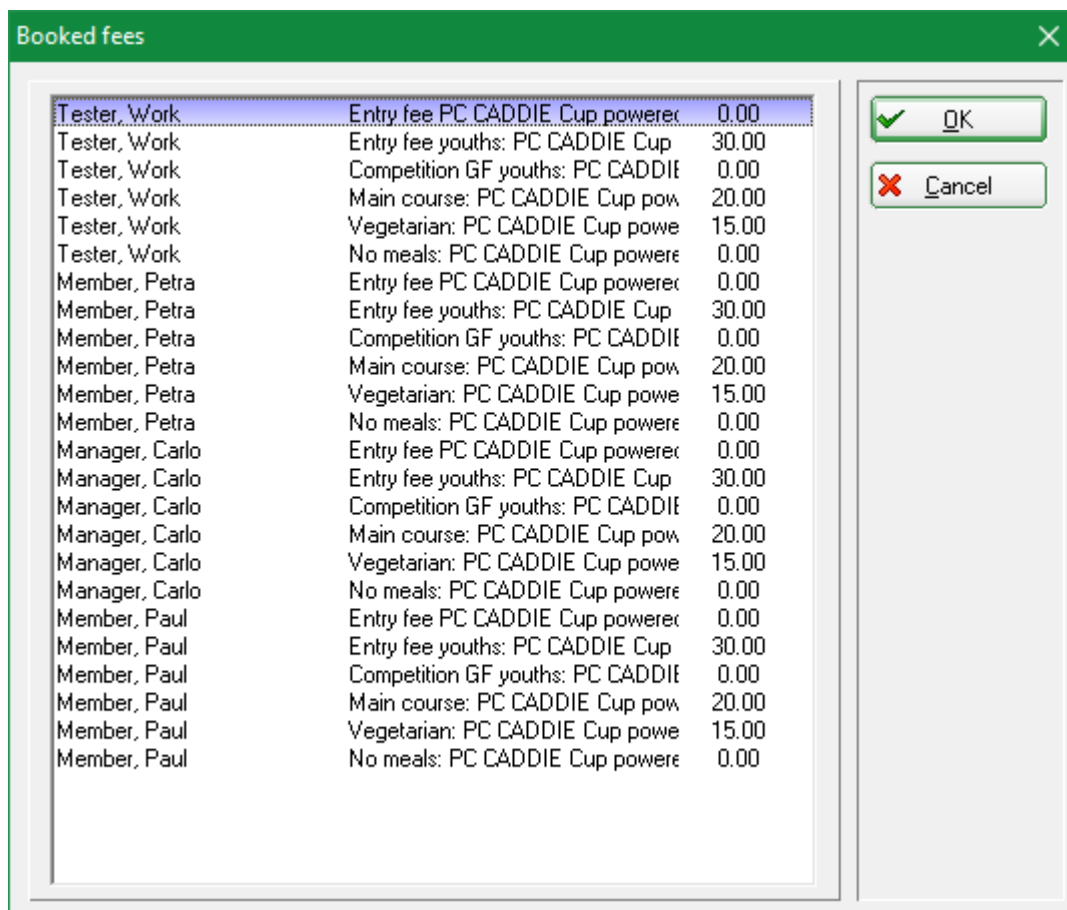 Booked fees
Tester, Work Entry fee PC CADDIE Cup powered 0.00
Tester, Work Entry fee youths: PC CADDIE Cup 30.00
Tester, Work Competition GF youths: PC CADDIE 0.00
Tester, Work Main course: PC CADDIE Cup pow 20.00
Tester, Work Vegetarian: PC CADDIE Cup powe 15.00
Tester, Work No meals: PC CADDIE Cup powere 0.00
Member, Petra Entry fee PC CADDIE Cup powered 0.00
Member, Petra Entry fee youths: PC CADDIE Cup 30.00
Member, Petra Competition GF youths: PC CADDIE 0.00
Member, Petra Main course: PC CADDIE Cup pow 20.00
Member, Petra Vegetarian: PC CADDIE Cup powe 15.00
Member, Petra No meals: PC CADDIE Cup powere 0.00
Manager, Carlo Entry fee PC CADDIE Cup powered 0.00
Manager, Carlo Entry fee youths: PC CADDIE Cup 30.00
Manager, Carlo Competition GF youths: PC CADDIE 0.00
Manager, Carlo Main course: PC CADDIE Cup pow 20.00
Manager, Carlo Vegetarian: PC CADDIE Cup powe 15.00
Manager, Carlo No meals: PC CADDIE Cup powere 0.00
Member, Paul Entry fee PC CADDIE Cup powered 0.00
Member, Paul Entry fee youths: PC CADDIE Cup 30.00
Member, Paul Competition GF youths: PC CADDIE 0.00
Member, Paul Main course: PC CADDIE Cup pow 20.00
Member, Paul Vegetarian: PC CADDIE Cup powe 15.00
Member, Paul No meals: PC CADDIE Cup powere 0.00
OK
Cancel